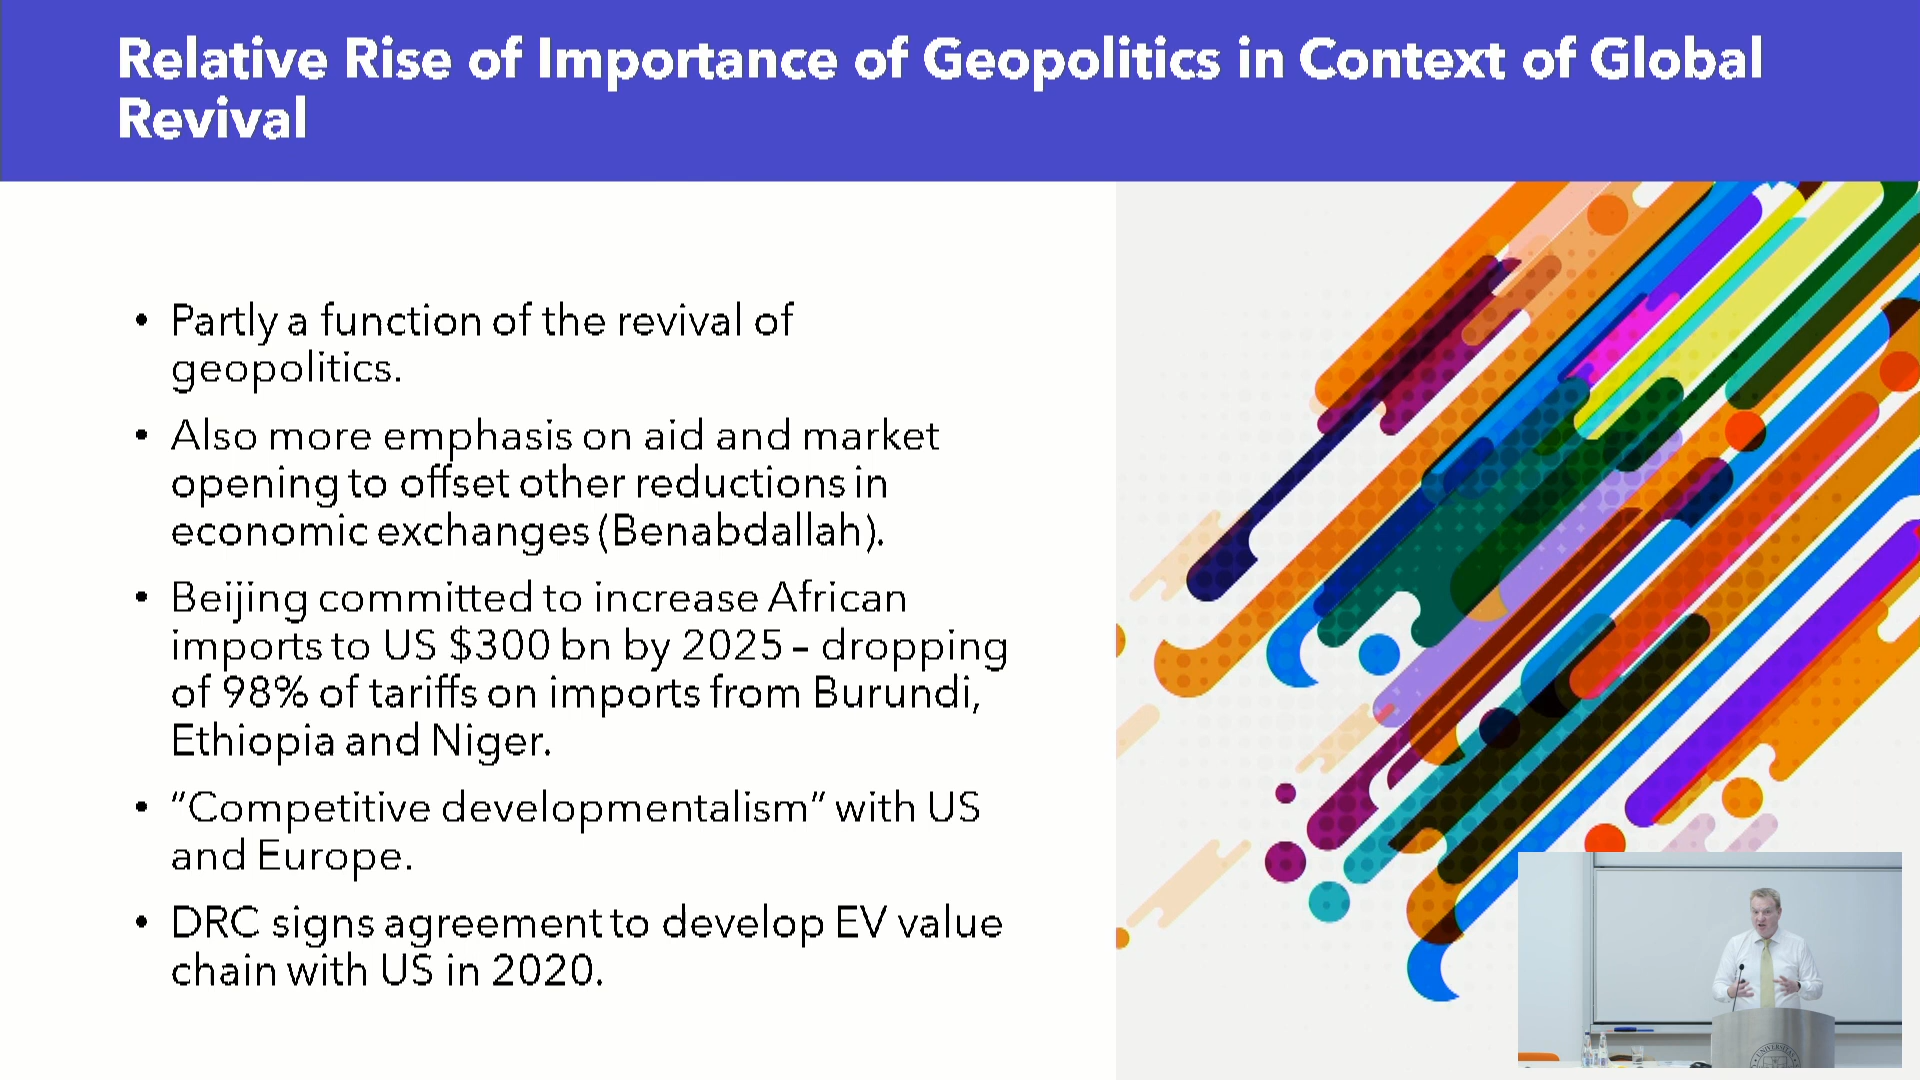 Relative Rise of Importance of Geopolitics in Context of Global
Revival
• Partly a function of the revival of
geopolitics.
• Also more emphasis on aid and market
opening to offset other reductions in
economic exchanges (Benabdallah).
• Beijing committed to increase African
imports to US $300 bn by 2025 – dropping
of 98% of tariffs on imports from Burundi,
Ethiopia and Niger.
• “Competitive developmentalism” with US
and Europe.
• DRC signs agreement to develop EV value
chain with US in 2020.